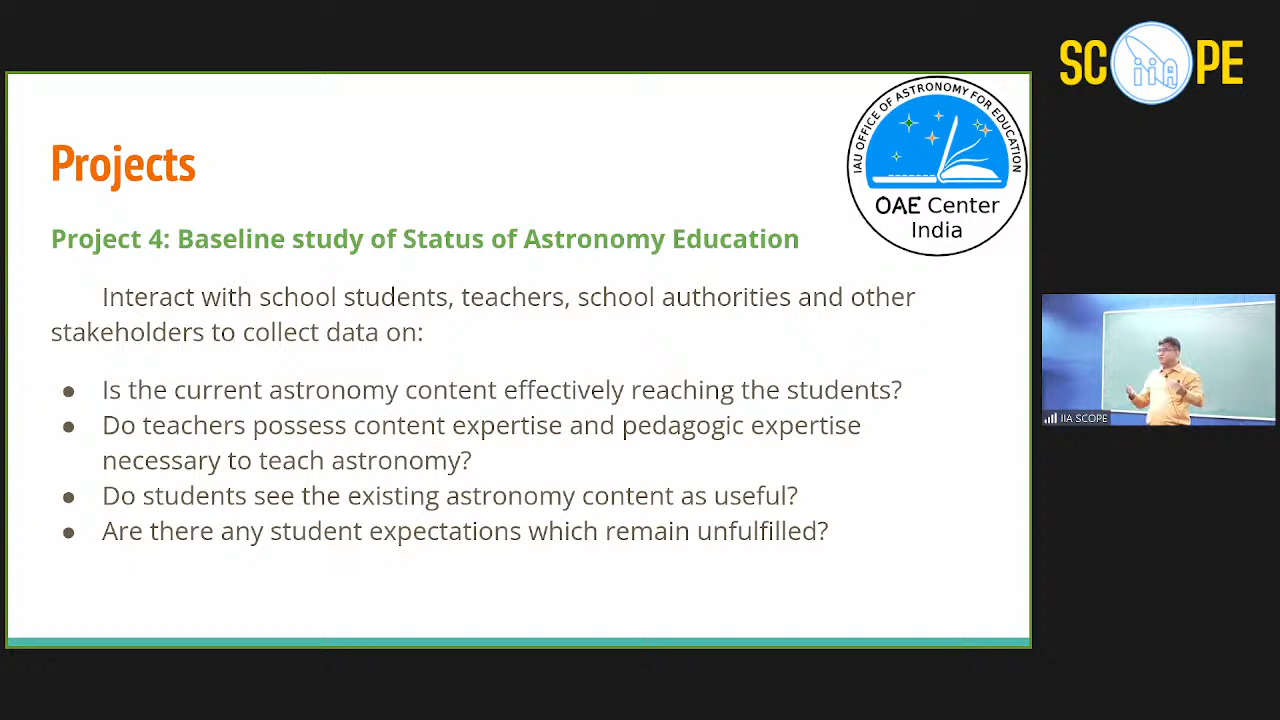 SC iiA PE
IAU OFFICE OF ASTRONOMY FOR EDUCATION
OAE Center
India
Projects
Project 4: Baseline study of Status of Astronomy Education
Interact with school students, teachers, school authorities and other
stakeholders to collect data on:
● Is the current astronomy content effectively reaching the students?
● Do teachers possess content expertise and pedagogic expertise
necessary to teach astronomy?
● Do students see the existing astronomy content as useful?
● Are there any student expectations which remain unfulfilled?
IIA SCOPE